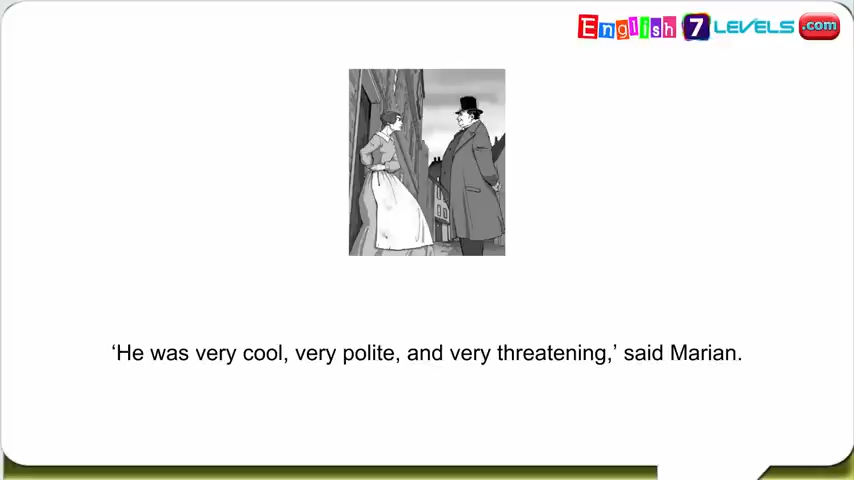 English 7 LEVELS .com
‘He was very cool, very polite, and very threatening,’ said Marian.